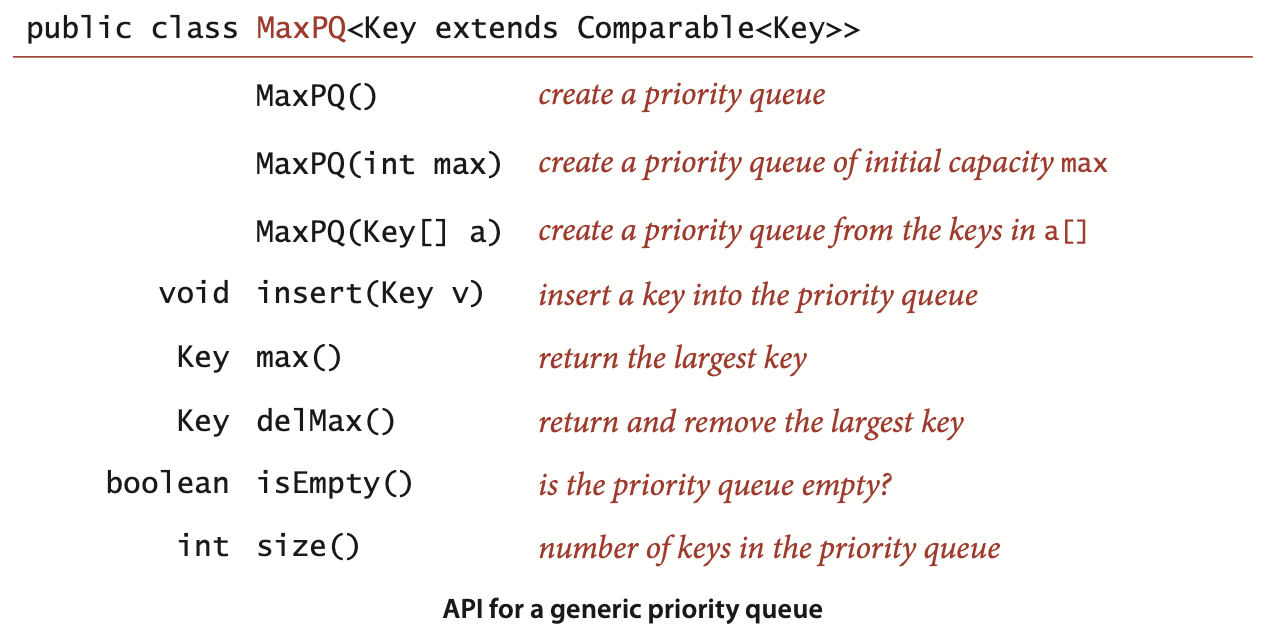 public class MaxPQ<Key extends Comparable<Key>>
MaxPQ() create a priority queue
MaxPQ(int max) create a priority queue of initial capacity max
MaxPQ(Key[] a) create a priority queue from the keys in a[]
void insert(Key v) insert a key into the priority queue
Key max() return the largest key
Key delMax() return and remove the largest key
boolean isEmpty() is the priority queue empty?
int size() number of keys in the priority queue
API for a generic priority queue